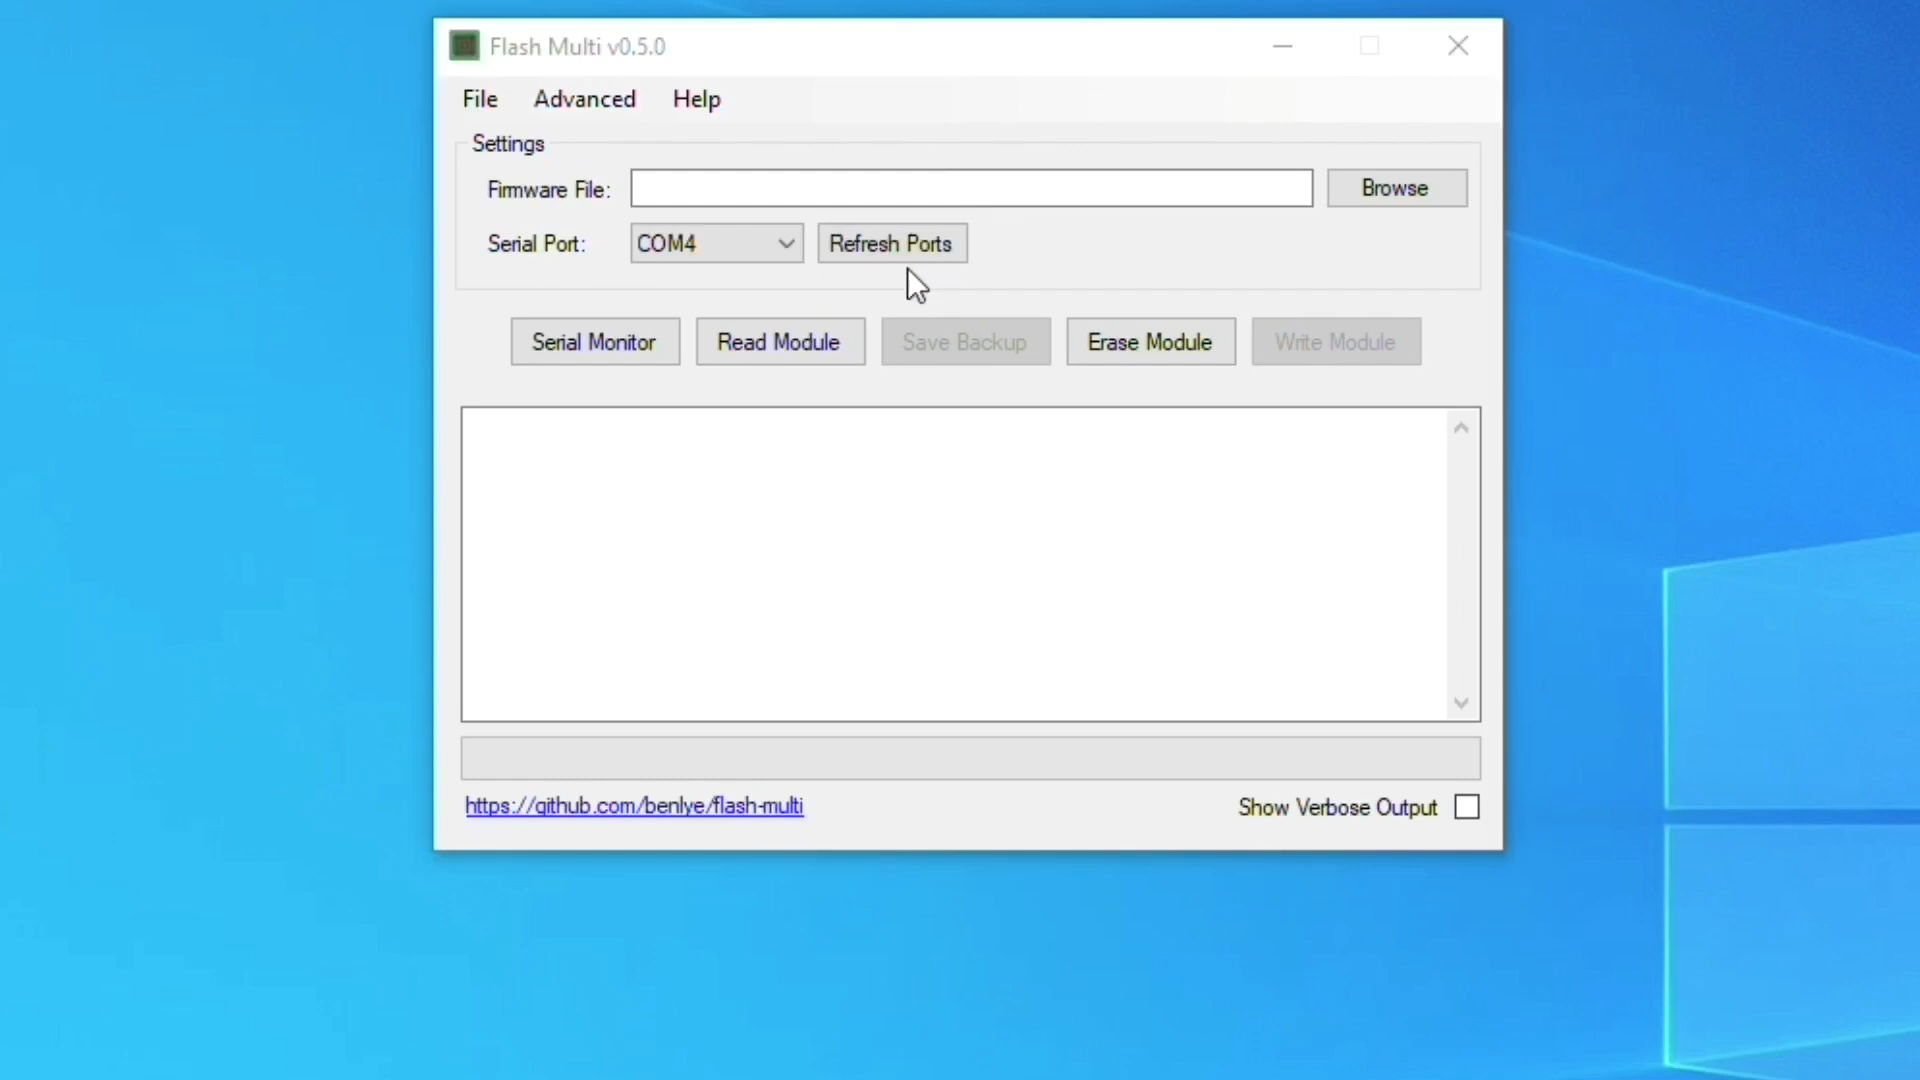 Flash Multi v0.5.0
File Advanced Help
Settings
Firmware File: Browse
Serial Port: COM4 Refresh Ports
Serial Monitor Read Module Save Backup Erase Module Write Module
https://github.com/benlye/flash-multi Show Verbose Output